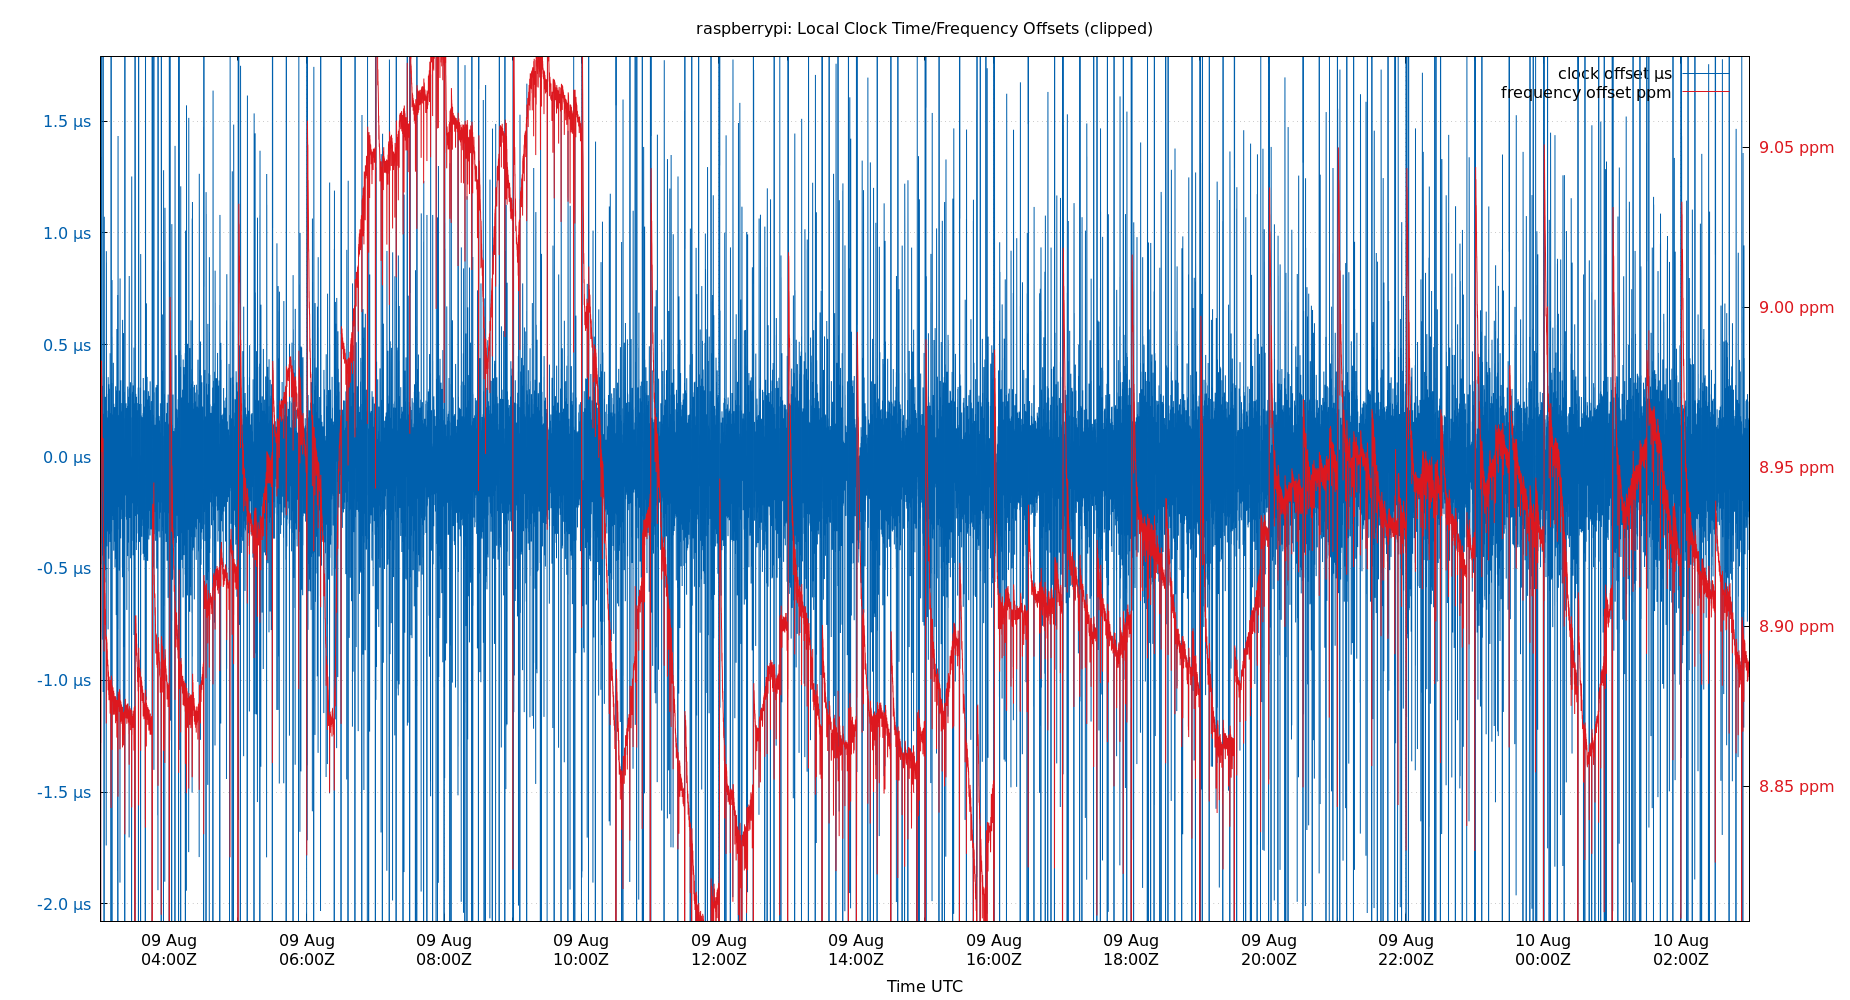 raspberrypi: Local Clock Time/Frequency Offsets (clipped)
clock offset µs
frequency offset ppm
1.5 µs
1.0 µs
0.5 µs
0.0 µs
-0.5 µs
-1.0 µs
-1.5 µs
-2.0 µs
9.05 ppm
9.00 ppm
8.95 ppm
8.90 ppm
8.85 ppm
09 Aug 09 Aug 09 Aug 09 Aug 09 Aug 09 Aug 09 Aug 09 Aug 09 Aug 09 Aug 10 Aug 10 Aug
04:00Z 06:00Z 08:00Z 10:00Z 12:00Z 14:00Z 16:00Z 18:00Z 20:00Z 22:00Z 00:00Z 02:00Z
Time UTC